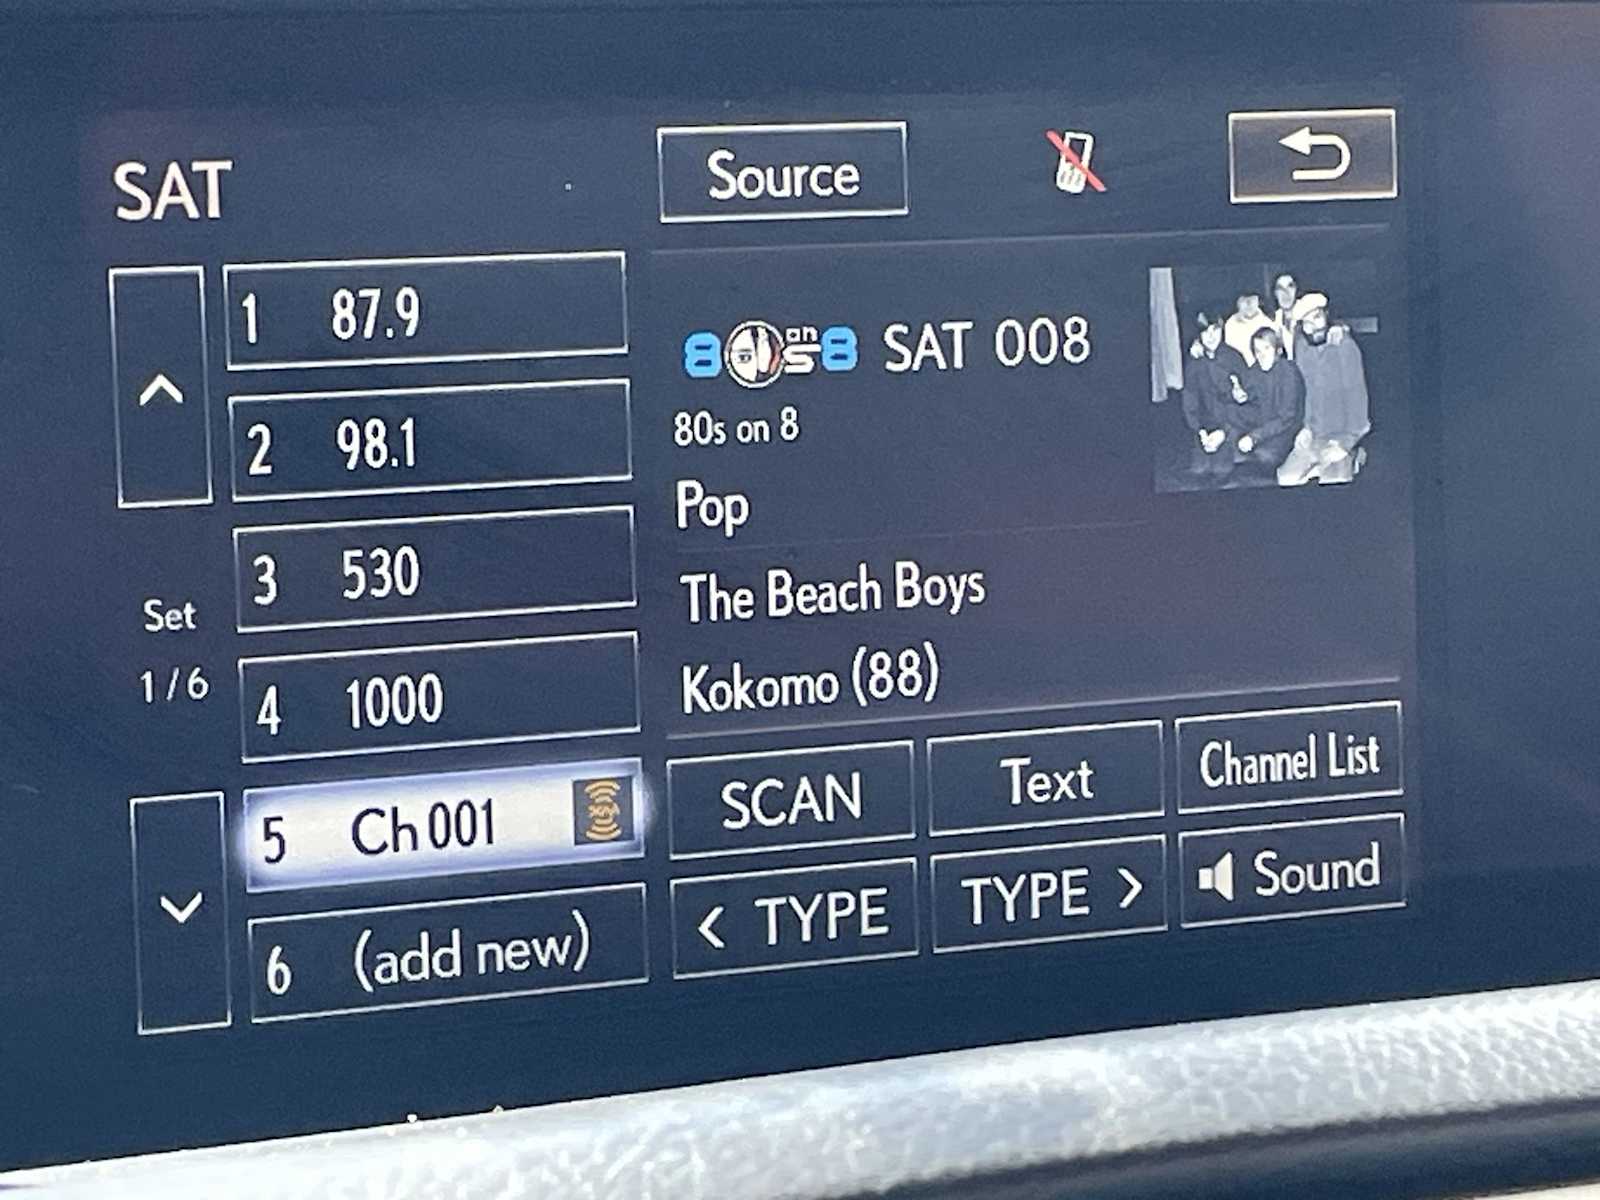 SAT
Source
1 87.9
2 98.1
3 530
4 1000
5 Ch 001
6 (add new)
Set
1/6
80s on 8 SAT 008
80s on 8
Pop
The Beach Boys
Kokomo (88)
SCAN
Text
Channel List
< TYPE
TYPE >
Sound